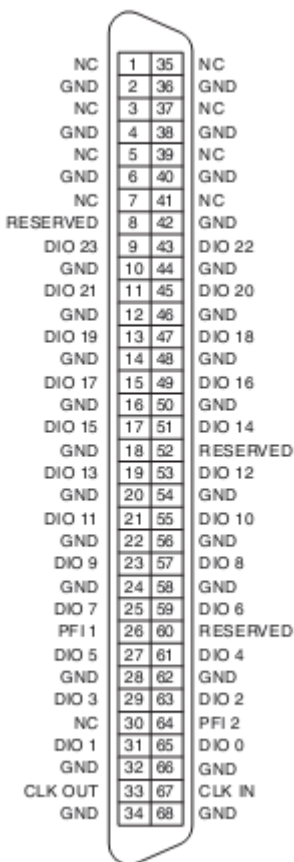 NC 1 35 NC
GND 2 36 GND
NC 3 37 NC
GND 4 38 GND
NC 5 39 NC
GND 6 40 GND
NC 7 41 NC
RESERVED 8 42 GND
DIO 23 9 43 DIO 22
GND 10 44 GND
DIO 21 11 45 DIO 20
GND 12 46 GND
DIO 19 13 47 DIO 18
GND 14 48 GND
DIO 17 15 49 DIO 16
GND 16 50 GND
DIO 15 17 51 DIO 14
GND 18 52 RESERVED
DIO 13 19 53 DIO 12
GND 20 54 GND
DIO 11 21 55 DIO 10
GND 22 56 GND
DIO 9 23 57 DIO 8
GND 24 58 GND
DIO 7 25 59 DIO 6
PFI 1 26 60 RESERVED
DIO 5 27 61 DIO 4
GND 28 62 GND
DIO 3 29 63 DIO 2
NC 30 64 PFI 2
DIO 1 31 65 DIO 0
GND 32 66 GND
CLK OUT 33 67 CLK IN
GND 34 68 GND